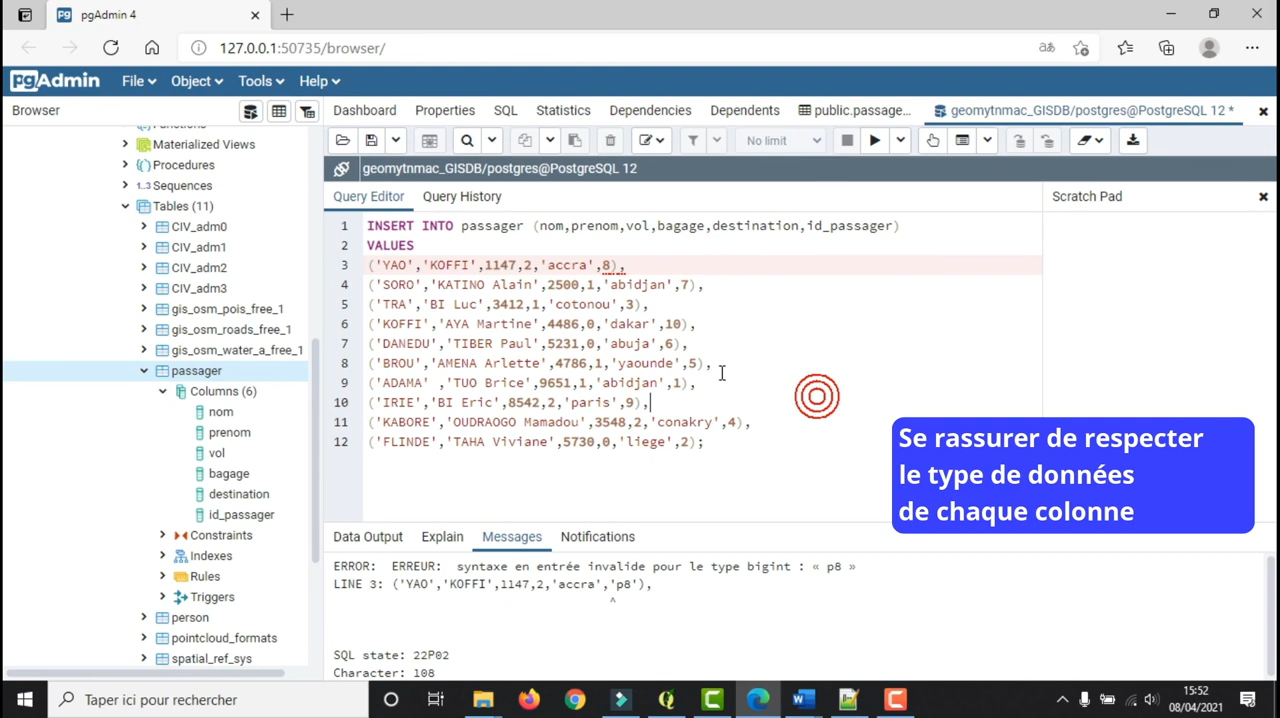 pgAdmin 4
127.0.0.1:50735/browser/
pgAdmin File Object Tools Help
Browser
Dashboard Properties SQL Statistics Dependencies Dependents public.passage... geomytnmac_GISDB/postgres@PostgreSQL 12 *
Materialized Views
Procedures
1..3 Sequences
Tables (11)
CIV_adm0
CIV_adm1
CIV_adm2
CIV_adm3
gis_osm_pois_free_1
gis_osm_roads_free_1
gis_osm_water_a_free_1
passager
Columns (6)
nom
prenom
vol
bagage
destination
id_passager
Constraints
Indexes
Rules
Triggers
person
pointcloud_formats
spatial_ref_sys
No limit
geomytnmac_GISDB/postgres@PostgreSQL 12
Query Editor Query History
Scratch Pad
1 INSERT INTO passager (nom,prenom,vol,bagage,destination,id_passager)
2 VALUES
3 ('YAO','KOFFI',1147,2,'accra',8),
4 ('SORO','KATINO Alain',2500,1,'abidjan',7),
5 ('TRA','BI Luc',3412,1,'cotonou',3),
6 ('KOFFI','AYA Martine',4486,0,'dakar',10),
7 ('DANEDU','TIBER Paul',5231,0,'abuja',6),
8 ('BROU','AMENA Arlette',4786,1,'yaounde',5),
9 ('ADAMA' ,'TUO Brice',9651,1,'abidjan',1),
10 ('IRIE','BI Eric',8542,2,'paris',9),
11 ('KABORE','OUDRAOGO Mamadou',3548,2,'conakry',4),
12 ('FLINDE','TAHA Viviane',5730,0,'liege',2);
Se rassurer de respecter
le type de données
de chaque colonne
Data Output Explain Messages Notifications
ERROR: ERREUR: syntaxe en entrée invalide pour le type bigint : « p8 »
LINE 3: ('YAO','KOFFI',1147,2,'accra','p8'),
^
SQL state: 22P02
Character: 108
Taper ici pour rechercher
15:52
08/04/2021